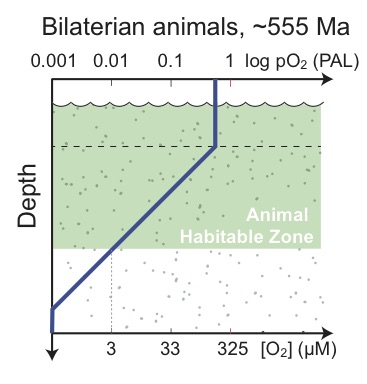 Bilaterian animals, ~555 Ma
0.001 0.01 0.1 1 log pO₂ (PAL)
Depth
Animal
Habitable Zone
3 33 325 [O₂] (μM)